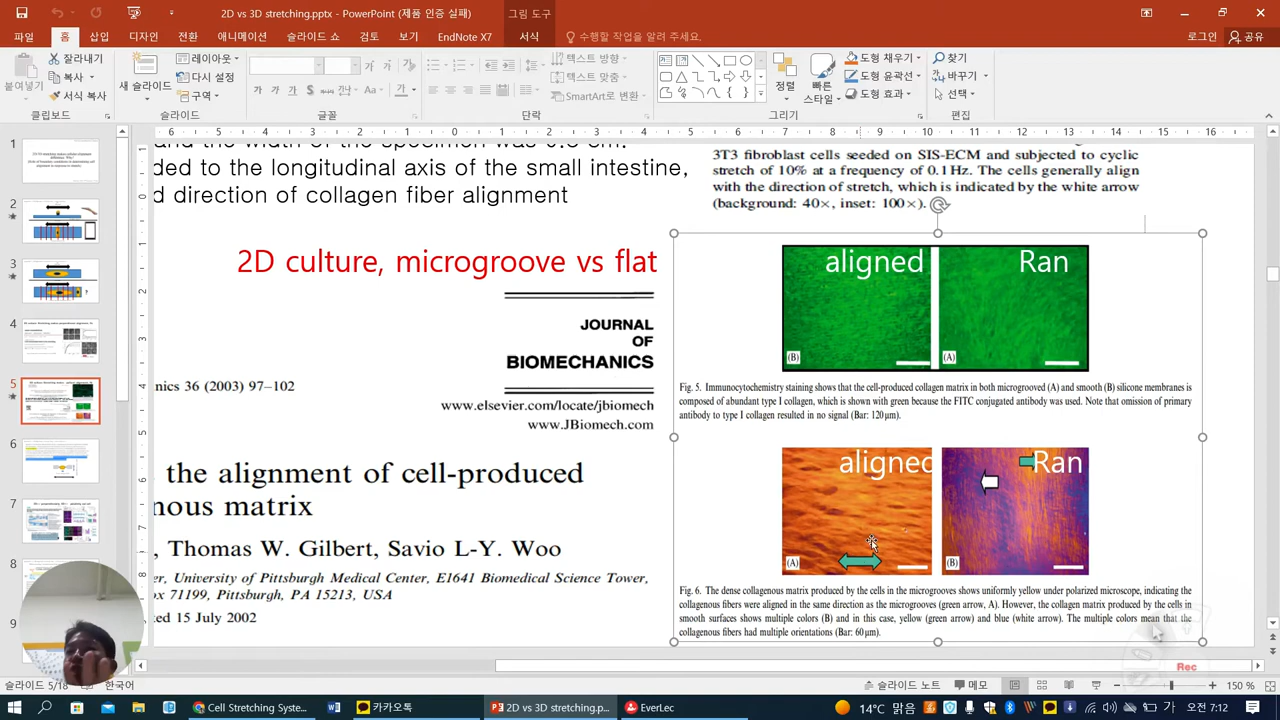 2D vs 3D stretching.pptx - PowerPoint (제품 인증 실패)
그리기 도구
파일
홈
삽입
디자인
전환
애니메이션
슬라이드 쇼
검토
보기
EndNote X7
서식
수행할 작업을 알려 주세요.
로그인
공유
잘라내기
복사
서식 복사
붙여넣기
클립보드
새 슬라이드
레이아웃
다시 설정
구역
슬라이드
글꼴
텍스트 방향
텍스트 맞춤
SmartArt로 변환
단락
정렬
빠른 스타일
도형 채우기
도형 윤곽선
도형 효과
그리기
찾기
바꾸기
선택
편집
ded to the longitudinal axis of the small intestine,
d direction of collagen fiber alignment
3T3 fibroblast cells seeded on SIS-ECM and subjected to cyclic
stretch of 10% at a frequency of 0.1 Hz. The cells generally align
with the direction of stretch, which is indicated by the white arrow
(background: 40×, inset: 100×).
2D culture, microgroove vs flat
JOURNAL
OF
BIOMECHANICS
nics 36 (2003) 97–102
www.elsevier.com/locate/jbiomech
www.JBiomech.com
the alignment of cell-produced
nous matrix
, Thomas W. Gilbert, Savio L-Y. Woo
er, University of Pittsburgh Medical Center, E1641 Biomedical Science Tower,
ox 71199, Pittsburgh, PA 15213, USA
ed 15 July 2002
aligned
Ran
(B)
(A)
Fig. 5. Immunocytochemistry staining shows that the cell-produced collagen matrix in both microgrooved (A) and smooth (B) silicone membranes is
composed of abundant type I collagen, which is shown with green because the FITC conjugated antibody was used. Note that omission of primary
antibody to type I collagen resulted in no signal (Bar: 120 μm).
aligned
Ran
(A)
(B)
Fig. 6. The dense collagenous matrix produced by the cells in the microgrooves shows uniformly yellow under polarized microscope, indicating the
collagenous fibers were aligned in the same direction as the microgrooves (green arrow, A). However, the collagen matrix produced by the cells in
smooth surfaces shows multiple colors (B) and in this case, yellow (green arrow) and blue (white arrow). The multiple colors mean that the
collagenous fibers had multiple orientations (Bar: 60 μm).
Rec
슬라이드 5/18
한국어
슬라이드 노트
메모
150 %
Cell Stretching Syste...
카카오톡
2D vs 3D stretching.p...
EverLec
14°C 맑음
오후 7:12